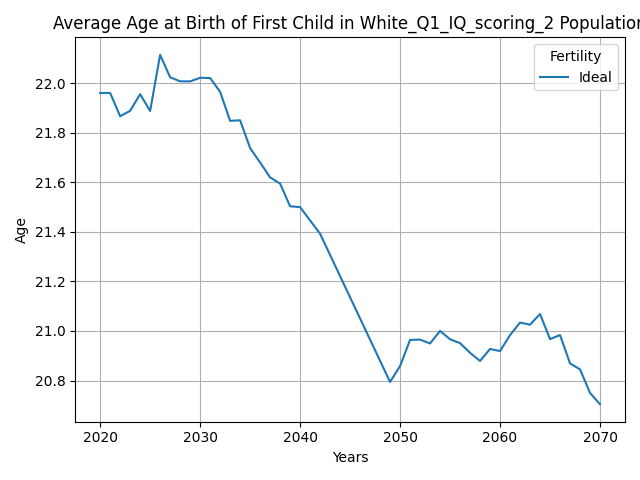 Average Age at Birth of First Child in White_Q1_IQ_scoring_2 Population
Fertility
Ideal
22.0
21.8
21.6
21.4
21.2
21.0
20.8
Age
2020 2030 2040 2050 2060 2070
Years